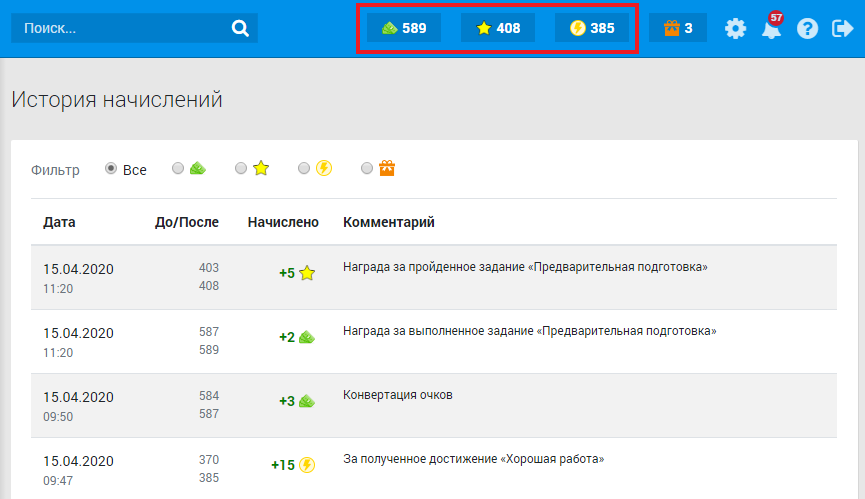 Поиск... 589 408 385 3 57
История начислений
Фильтр Все
Дата До/После Начислено Комментарий
15.04.2020 403 +5 Награда за пройденное задание «Предварительная подготовка»
11:20 408
15.04.2020 587 +2 Награда за выполненное задание «Предварительная подготовка»
11:20 589
15.04.2020 584 +3 Конвертация очков
09:50 587
15.04.2020 370 +15 За полученное достижение «Хорошая работа»
09:47 385